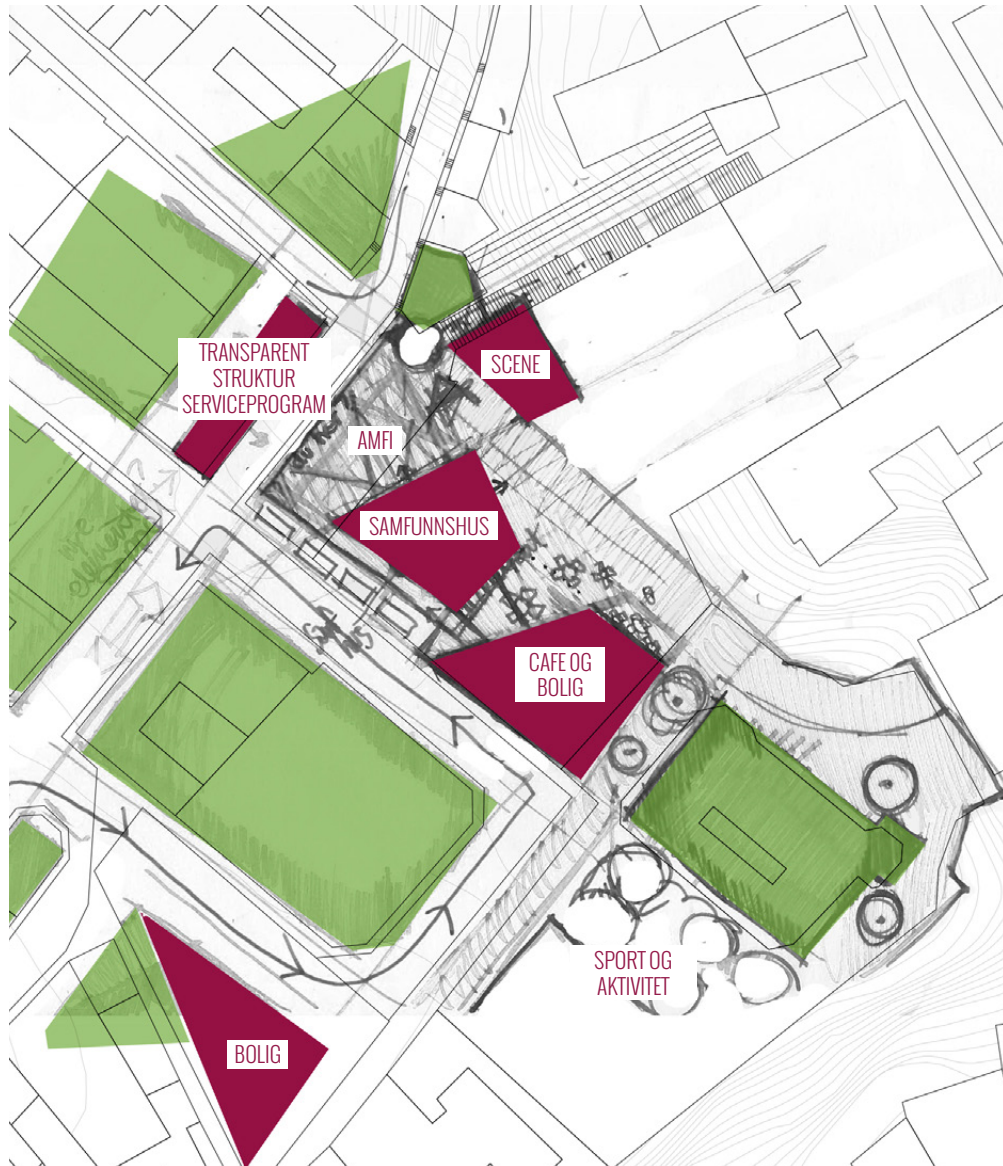 TRANSPARENT
STRUKTUR
SERVICEPROGRAM
SCENE
AMFI
SAMFUNNSHUS
CAFE OG
BOLIG
SPORT OG
AKTIVITET
BOLIG